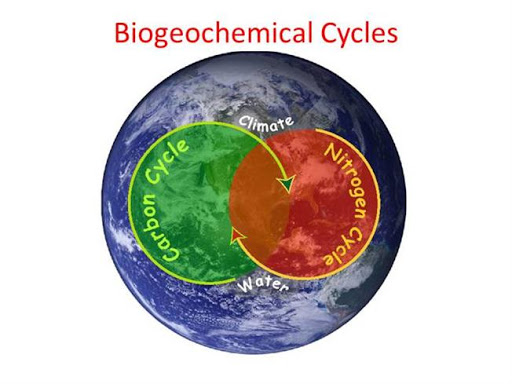 Biogeochemical Cycles
Climate
Carbon Cycle
Nitrogen Cycle
Water